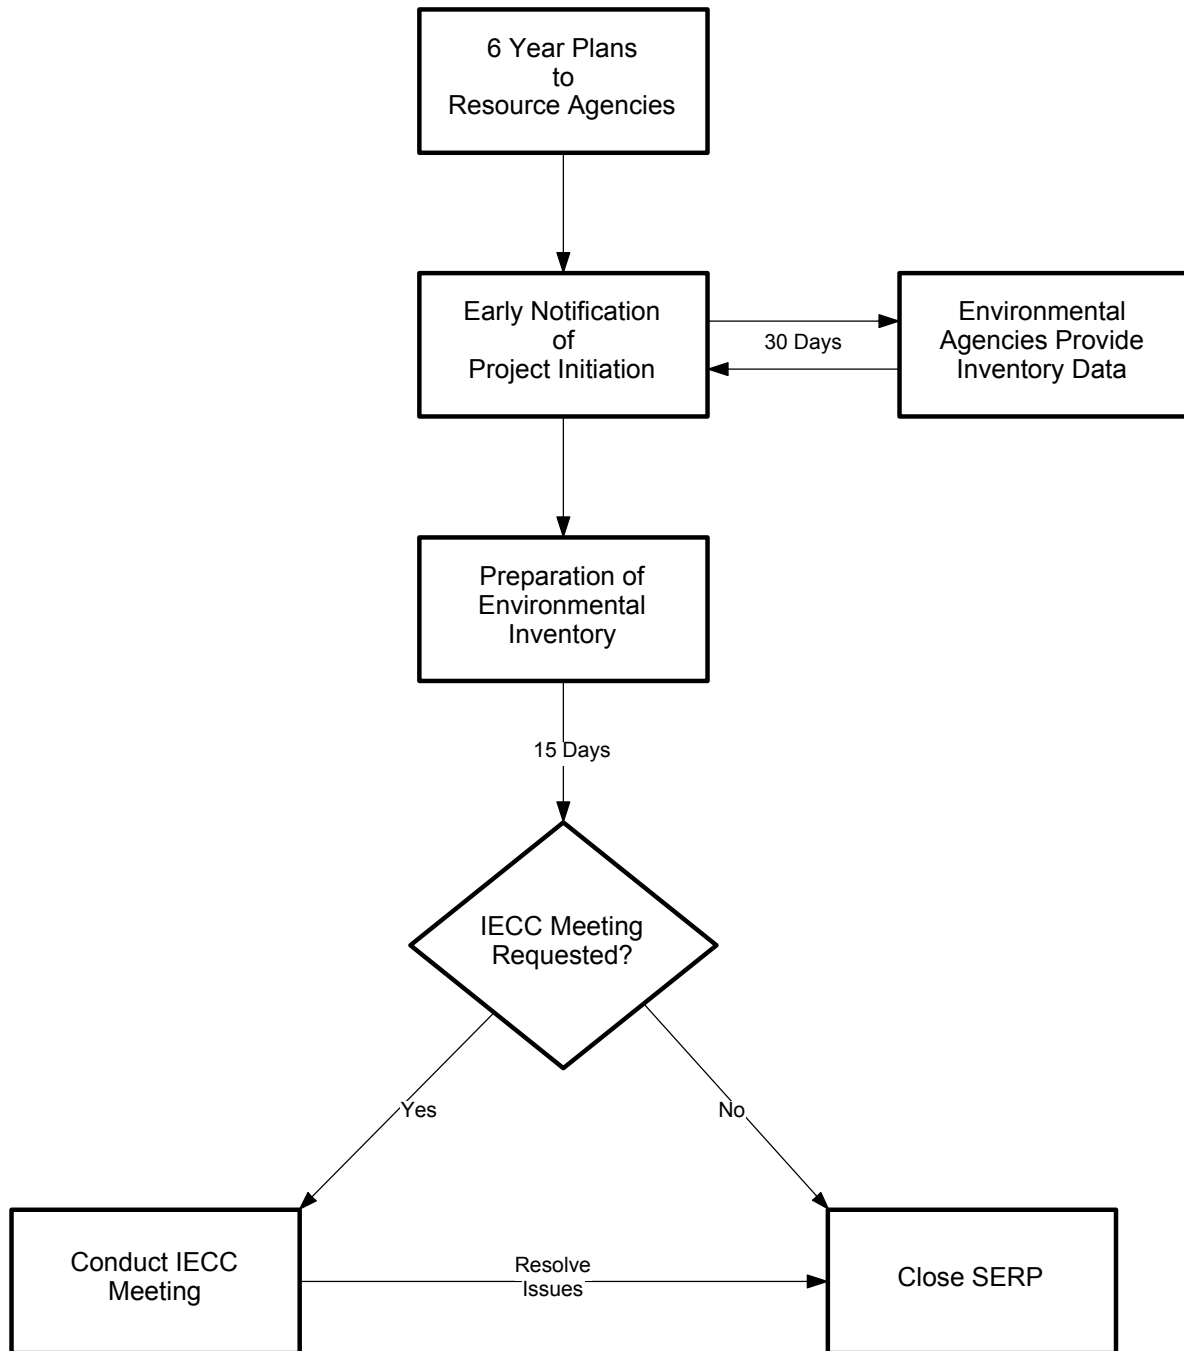 6 Year Plans
to
Resource Agencies
Early Notification
of
Project Initiation
30 Days
Environmental
Agencies Provide
Inventory Data
Preparation of
Environmental
Inventory
15 Days
IECC Meeting
Requested?
Yes
No
Conduct IECC
Meeting
Resolve
Issues
Close SERP